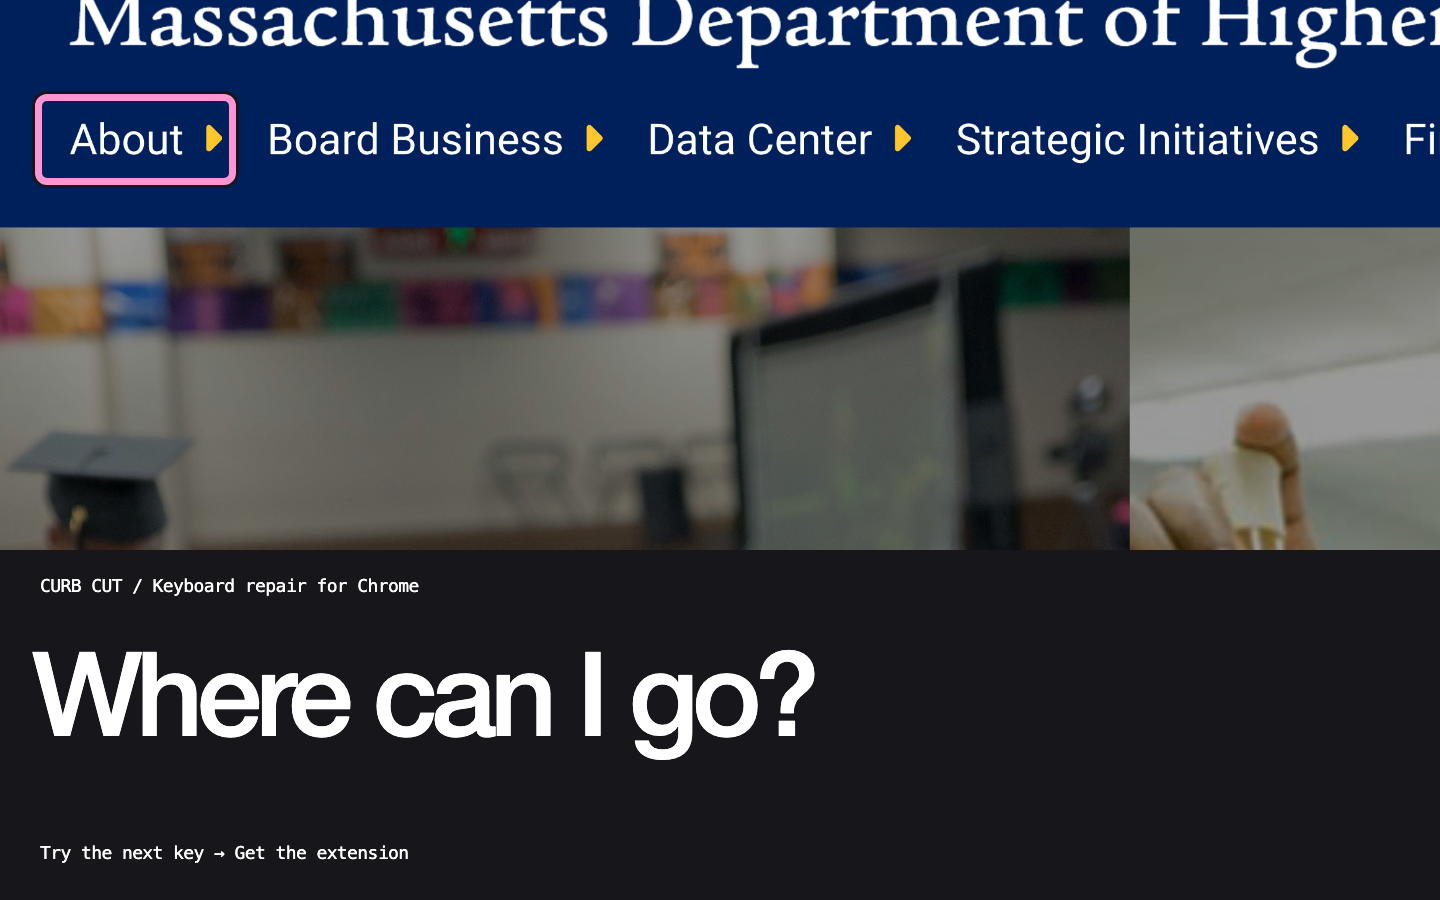 Massachusetts Department of Higher
About
Board Business
Data Center
Strategic Initiatives
Fi
CURB CUT / Keyboard repair for Chrome
Where can I go?
Try the next key → Get the extension